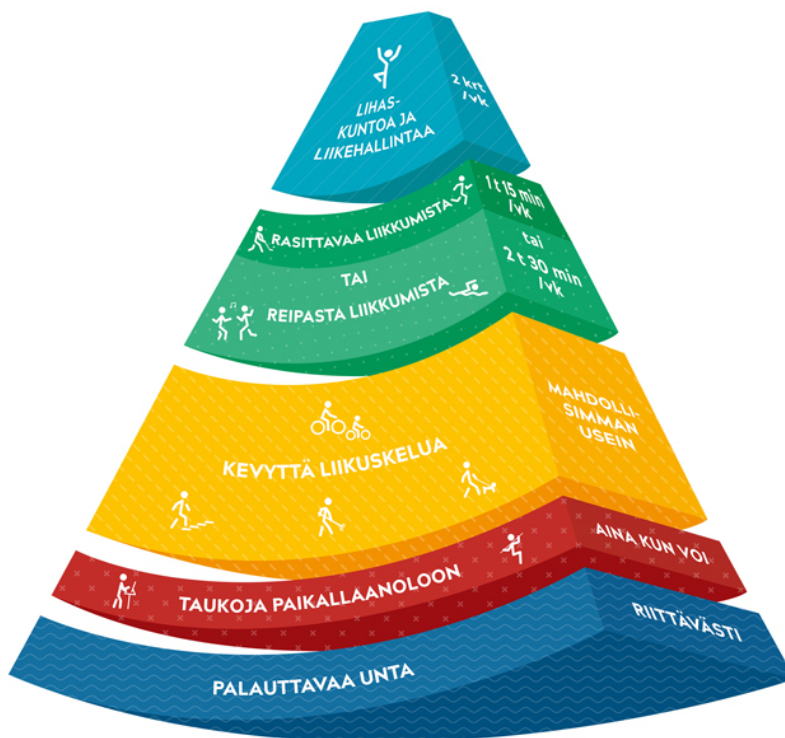 LIHAS-
KUNTOA JA
LIIKEHALLINTAA
2 krt
/vk
RASITTAVAA LIIKKUMISTA
1 t 15 min
/vk
TAI
REIPASTA LIIKKUMISTA
tai
2 t 30 min
/vk
KEVYTTÄ LIIKUSKELUA
MAHDOLLI-
SIMMAN
USEIN
TAUKOJA PAIKALLAANOLOON
AINA KUN VOI
PALAUTTAVAA UNTA
RIITTÄVÄSTI